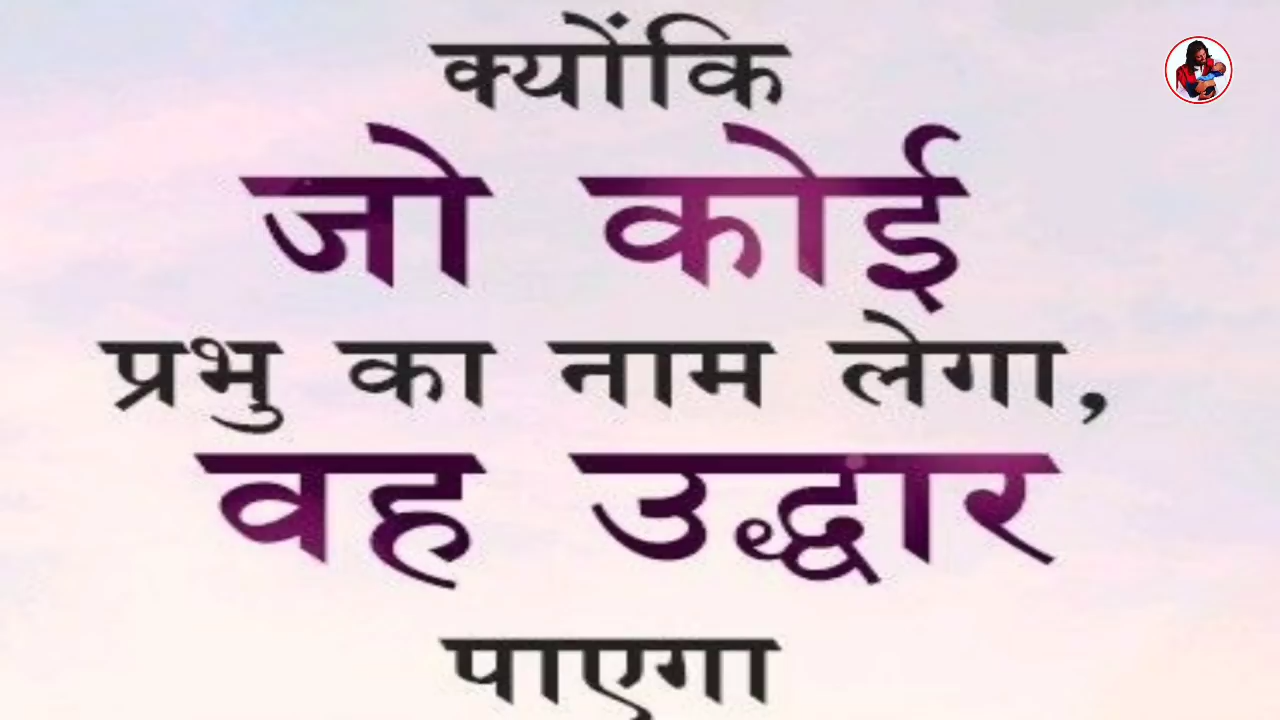 क्योंकि
जो कोई
प्रभु का नाम लेगा,
वह उद्धार
पाएगा